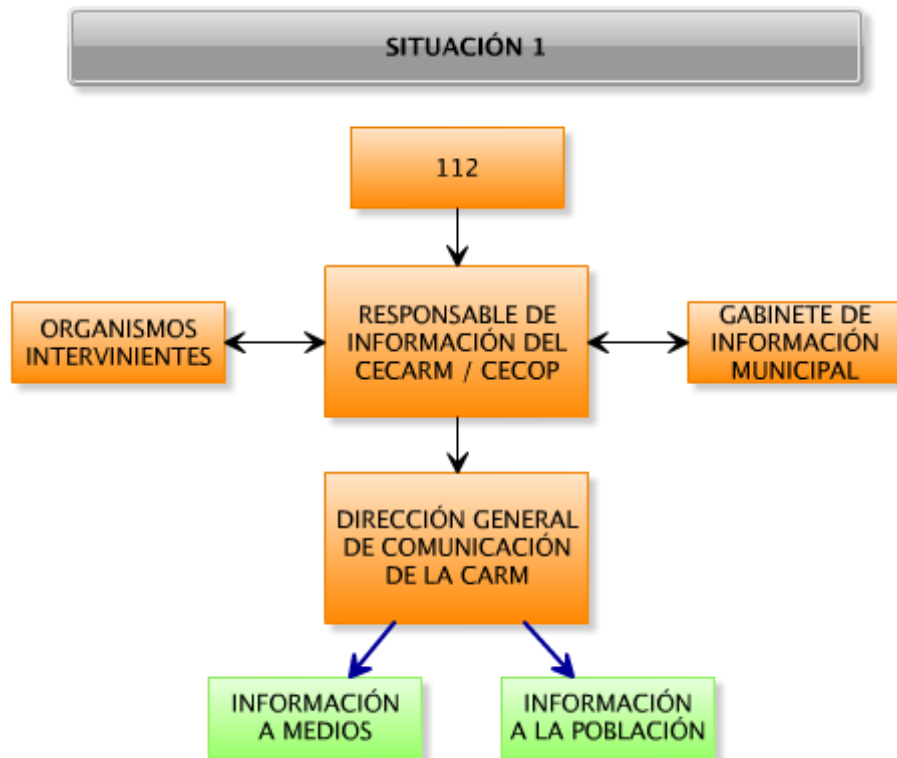 SITUACIÓN 1
112
ORGANISMOS
INTERVINIENTES
RESPONSABLE DE
INFORMACIÓN DEL
CECARM / CECOP
GABINETE DE
INFORMACIÓN
MUNICIPAL
DIRECCIÓN GENERAL
DE COMUNICACIÓN
DE LA CARM
INFORMACIÓN
A MEDIOS
INFORMACIÓN
A LA POBLACIÓN